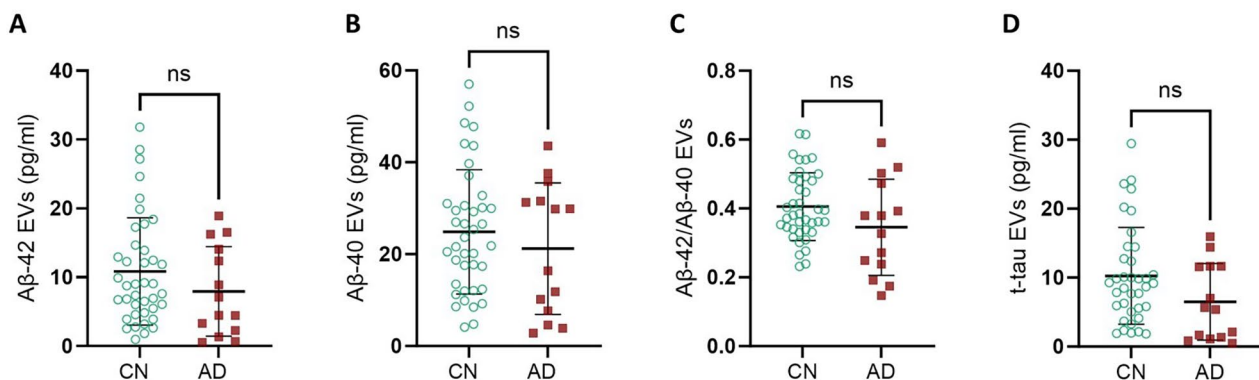 A
Aβ-42 EVs (pg/ml)
40
30
20
10
0
ns
CN AD
B
Aβ-40 EVs (pg/ml)
60
40
20
0
ns
CN AD
C
Aβ-42/Aβ-40 EVs
0.8
0.6
0.4
0.2
0.0
ns
CN AD
D
t-tau EVs (pg/ml)
40
30
20
10
0
ns
CN AD